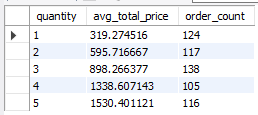 quantity avg_total_price order_count
1 319.274516 124
2 595.716667 117
3 898.266377 138
4 1338.607143 105
5 1530.401121 116